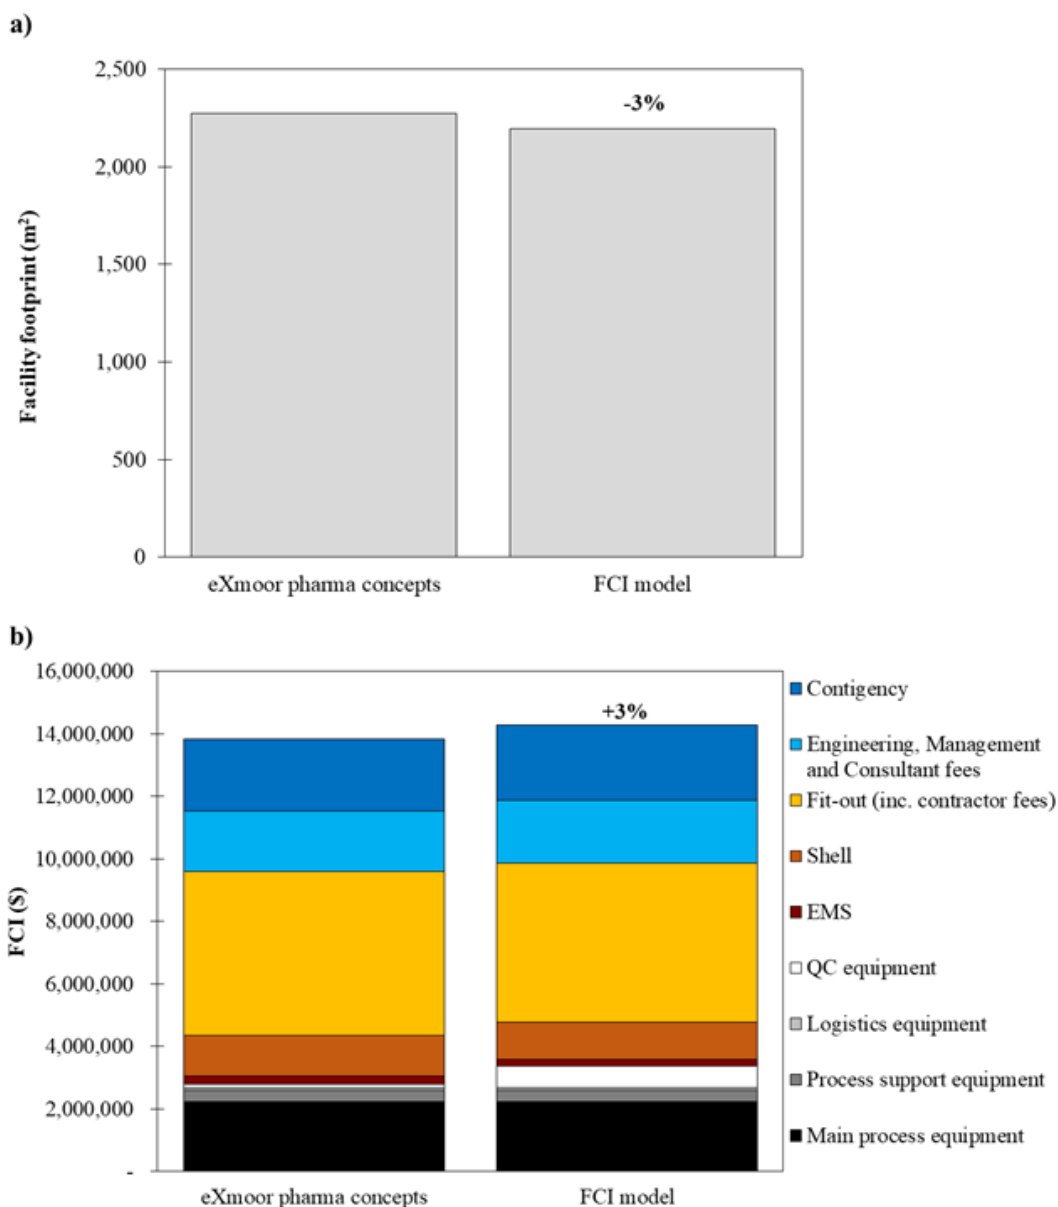 a)
2,500
2,000
1,500
1,000
500
0
Facility footprint (m²)
-3%
eXmoor pharma concepts
FCI model
b)
16,000,000
14,000,000
12,000,000
10,000,000
8,000,000
6,000,000
4,000,000
2,000,000
-
FCI ($)
+3%
eXmoor pharma concepts
FCI model
Contigency
Engineering, Management
and Consultant fees
Fit-out (inc. contractor fees)
Shell
EMS
QC equipment
Logistics equipment
Process support equipment
Main process equipment